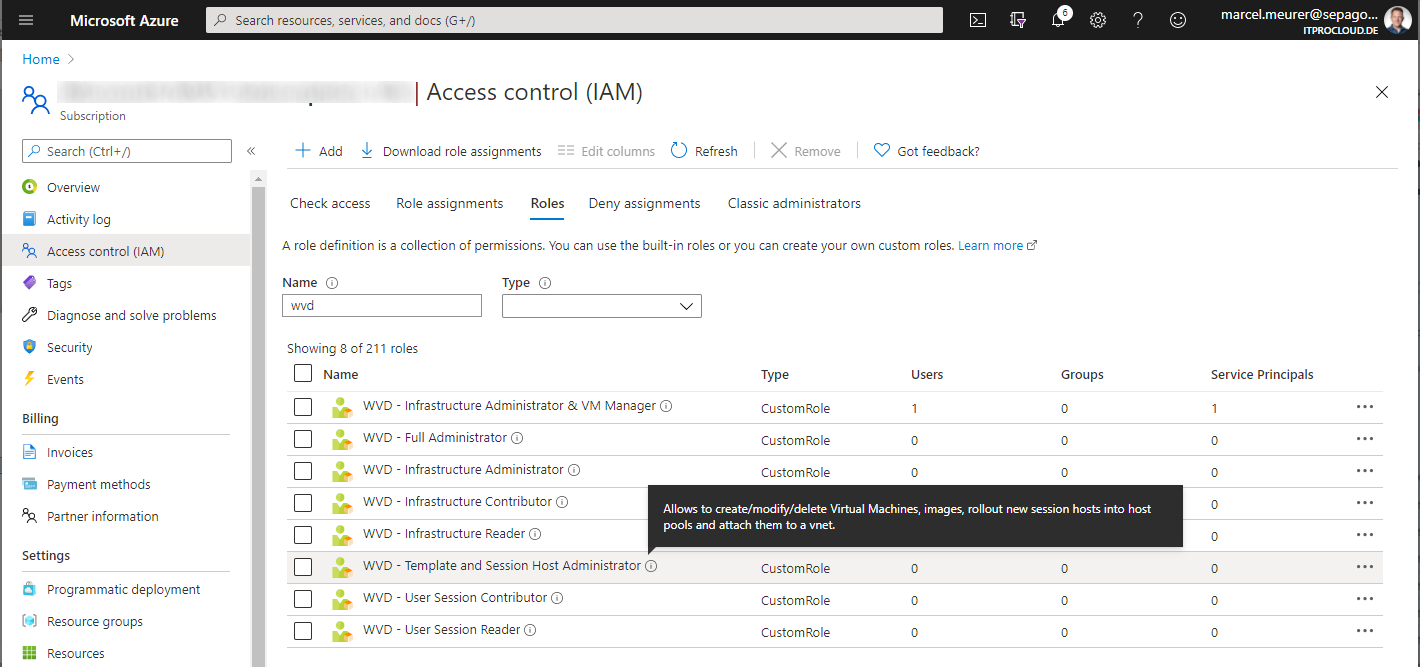 Microsoft Azure
Search resources, services, and docs (G+/)
6
marcel.meurer@sepago...
ITPROCLOUD.DE
Home
| Access control (IAM)
Subscription
Search (Ctrl+/)
«
Add
Download role assignments
Edit columns
Refresh
Remove
Got feedback?
Overview
Activity log
Access control (IAM)
Tags
Diagnose and solve problems
Security
Events
Billing
Invoices
Payment methods
Partner information
Settings
Programmatic deployment
Resource groups
Resources
Check access Role assignments Roles Deny assignments Classic administrators
A role definition is a collection of permissions. You can use the built-in roles or you can create your own custom roles. Learn more
Name Type
wvd
Showing 8 of 211 roles
Name Type Users Groups Service Principals
WVD - Infrastructure Administrator & VM Manager CustomRole 1 0 1
WVD - Full Administrator CustomRole 0 0 0
WVD - Infrastructure Administrator CustomRole 0 0 0
WVD - Infrastructure Contributor 0
Allows to create/modify/delete Virtual Machines, images, rollout new session hosts into host
pools and attach them to a vnet.
WVD - Infrastructure Reader 0
WVD - Template and Session Host Administrator CustomRole 0 0 0
WVD - User Session Contributor CustomRole 0 0 0
WVD - User Session Reader CustomRole 0 0 0